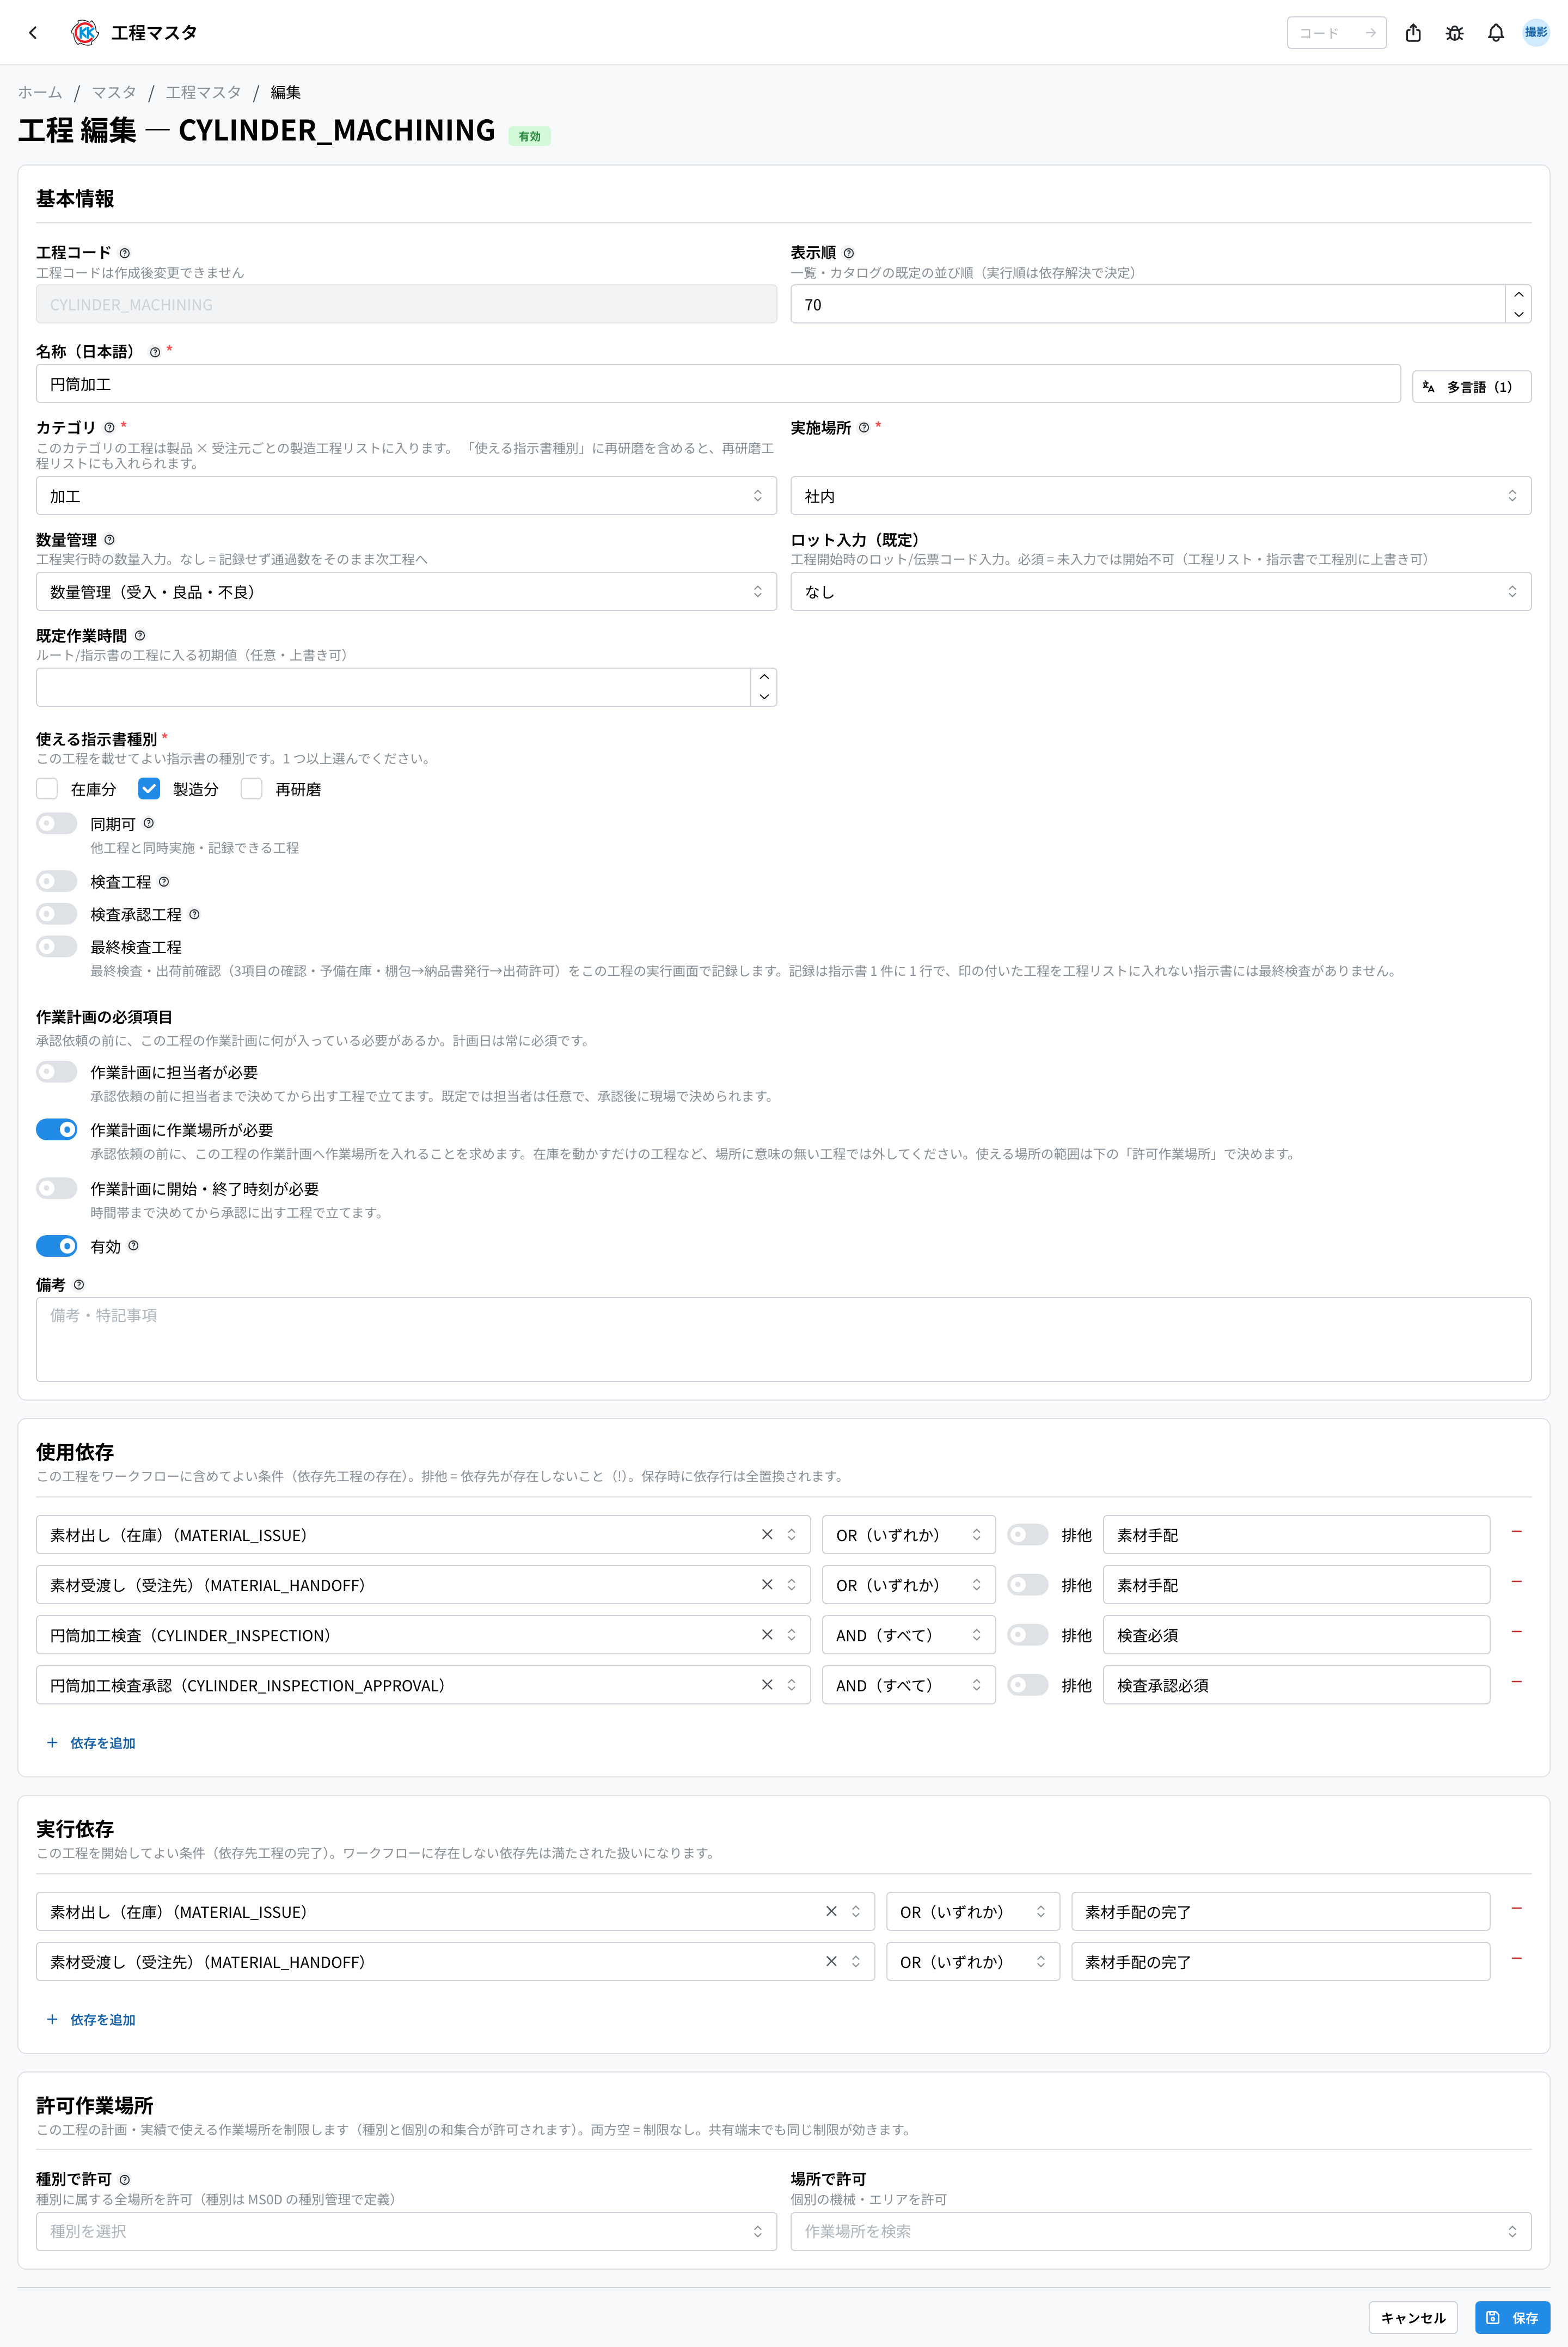 工程マスタ
コード
撮影
ホーム / マスタ / 工程マスタ / 編集
工程 編集 — CYLINDER_MACHINING 有効
基本情報
工程コード
工程コードは作成後変更できません
CYLINDER_MACHINING
表示順
一覧・カタログの既定の並び順（実行順は依存解決で決定）
70
名称（日本語） *
円筒加工
多言語（1）
カテゴリ *
このカテゴリの工程は製品 × 受注元ごとの製造工程リストに入ります。 「使える指示書種別」に再研磨を含めると、再研磨工
程リストにも入れられます。
加工
実施場所 *
社内
数量管理
工程実行時の数量入力。なし = 記録せず通過数をそのまま次工程へ
数量管理（受入・良品・不良）
ロット入力（既定）
工程開始時のロット/伝票コード入力。必須 = 未入力では開始不可（工程リスト・指示書で工程別に上書き可）
なし
既定作業時間
ルート/指示書の工程に入る初期値（任意・上書き可）
使える指示書種別 *
この工程を載せてよい指示書の種別です。1 つ以上選んでください。
在庫分 製造分 再研磨
同期可
他工程と同時実施・記録できる工程
検査工程
検査承認工程
最終検査工程
最終検査・出荷前確認（3項目の確認・予備在庫・棚包→納品書発行→出荷許可）をこの工程の実行画面で記録します。記録は指示書 1 件に 1 行で、印の付いた工程を工程リストに入れない指示書には最終検査がありません。
作業計画の必須項目
承認依頼の前に、この工程の作業計画に何が入っている必要があるか。計画日は常に必須です。
作業計画に担当者が必要
承認依頼の前に担当者まで決めてから出す工程で立てます。既定では担当者は任意で、承認後に現場で決められます。
作業計画に作業場所が必要
承認依頼の前に、この工程の作業計画へ作業場所を入れることを求めます。在庫を動かすだけの工程など、場所に意味の無い工程では外してください。使える場所の範囲は下の「許可作業場所」で決めます。
作業計画に開始・終了時刻が必要
時間帯まで決めてから承認に出す工程で立てます。
有効
備考
備考・特記事項
使用依存
この工程をワークフローに含めてよい条件（依存先工程の存在）。排他 = 依存先が存在しないこと（!）。保存時に依存行は全置換されます。
素材出し（在庫）（MATERIAL_ISSUE） OR（いずれか） 排他 素材手配
素材受渡し（受注先）（MATERIAL_HANDOFF） OR（いずれか） 排他 素材手配
円筒加工検査（CYLINDER_INSPECTION） AND（すべて） 排他 検査必須
円筒加工検査承認（CYLINDER_INSPECTION_APPROVAL） AND（すべて） 排他 検査承認必須
依存を追加
実行依存
この工程を開始してよい条件（依存先工程の完了）。ワークフローに存在しない依存先は満たされた扱いになります。
素材出し（在庫）（MATERIAL_ISSUE） OR（いずれか） 素材手配の完了
素材受渡し（受注先）（MATERIAL_HANDOFF） OR（いずれか） 素材手配の完了
依存を追加
許可作業場所
この工程の計画・実績で使える作業場所を制限します（種別と個別の和集合が許可されます）。両方空 = 制限なし。共有端末でも同じ制限が効きます。
種別で許可
種別に属する全場所を許可（種別は MS0D の種別管理で定義）
種別を選択
場所で許可
個別の機械・エリアを許可
作業場所を検索
キャンセル
保存